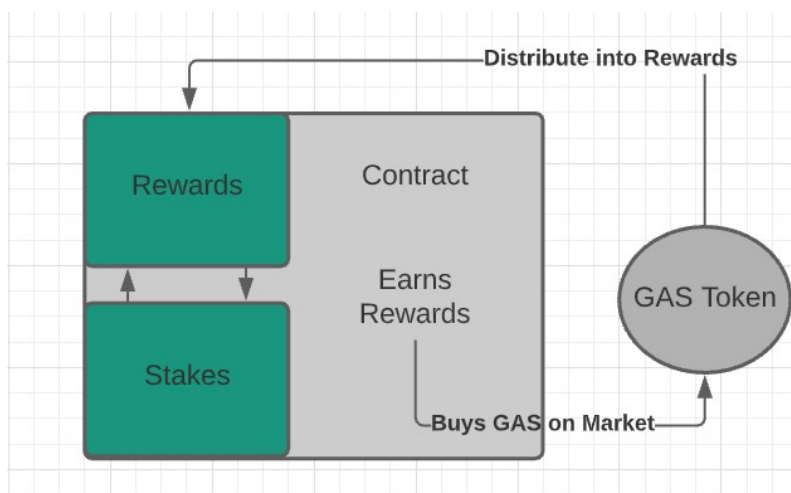 Distribute into Rewards
Rewards
Contract
Earns
Rewards
GAS Token
Stakes
Buys GAS on Market